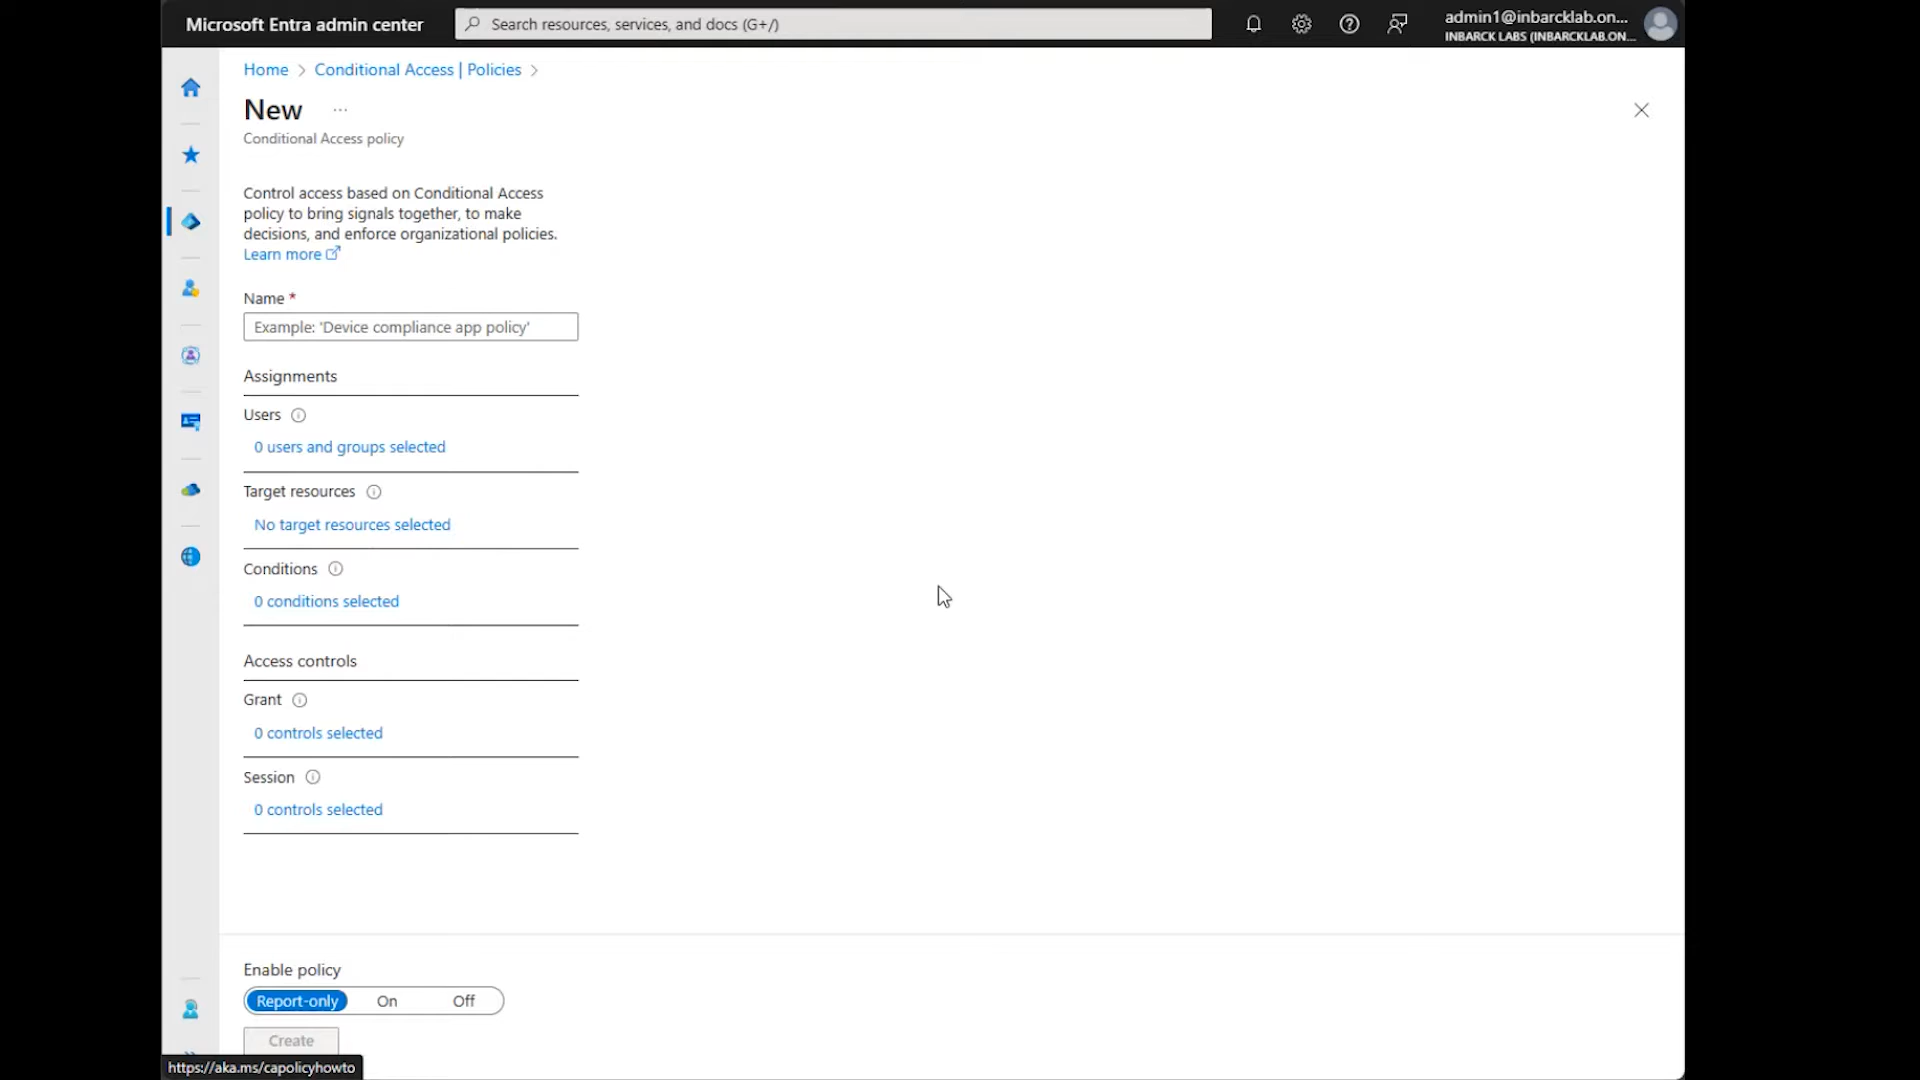 Microsoft Entra admin center
Search resources, services, and docs (G+/)
admin1@inbarcklab.on...
INBARCK LABS (INBARCKLAB.ON...
Home > Conditional Access | Policies >
New ...
Conditional Access policy
Control access based on Conditional Access
policy to bring signals together, to make
decisions, and enforce organizational policies.
Learn more
Name *
Example: 'Device compliance app policy'
Assignments
Users
0 users and groups selected
Target resources
No target resources selected
Conditions
0 conditions selected
Access controls
Grant
0 controls selected
Session
0 controls selected
Enable policy
Report-only On Off
Create
https://aka.ms/capolicyhowto